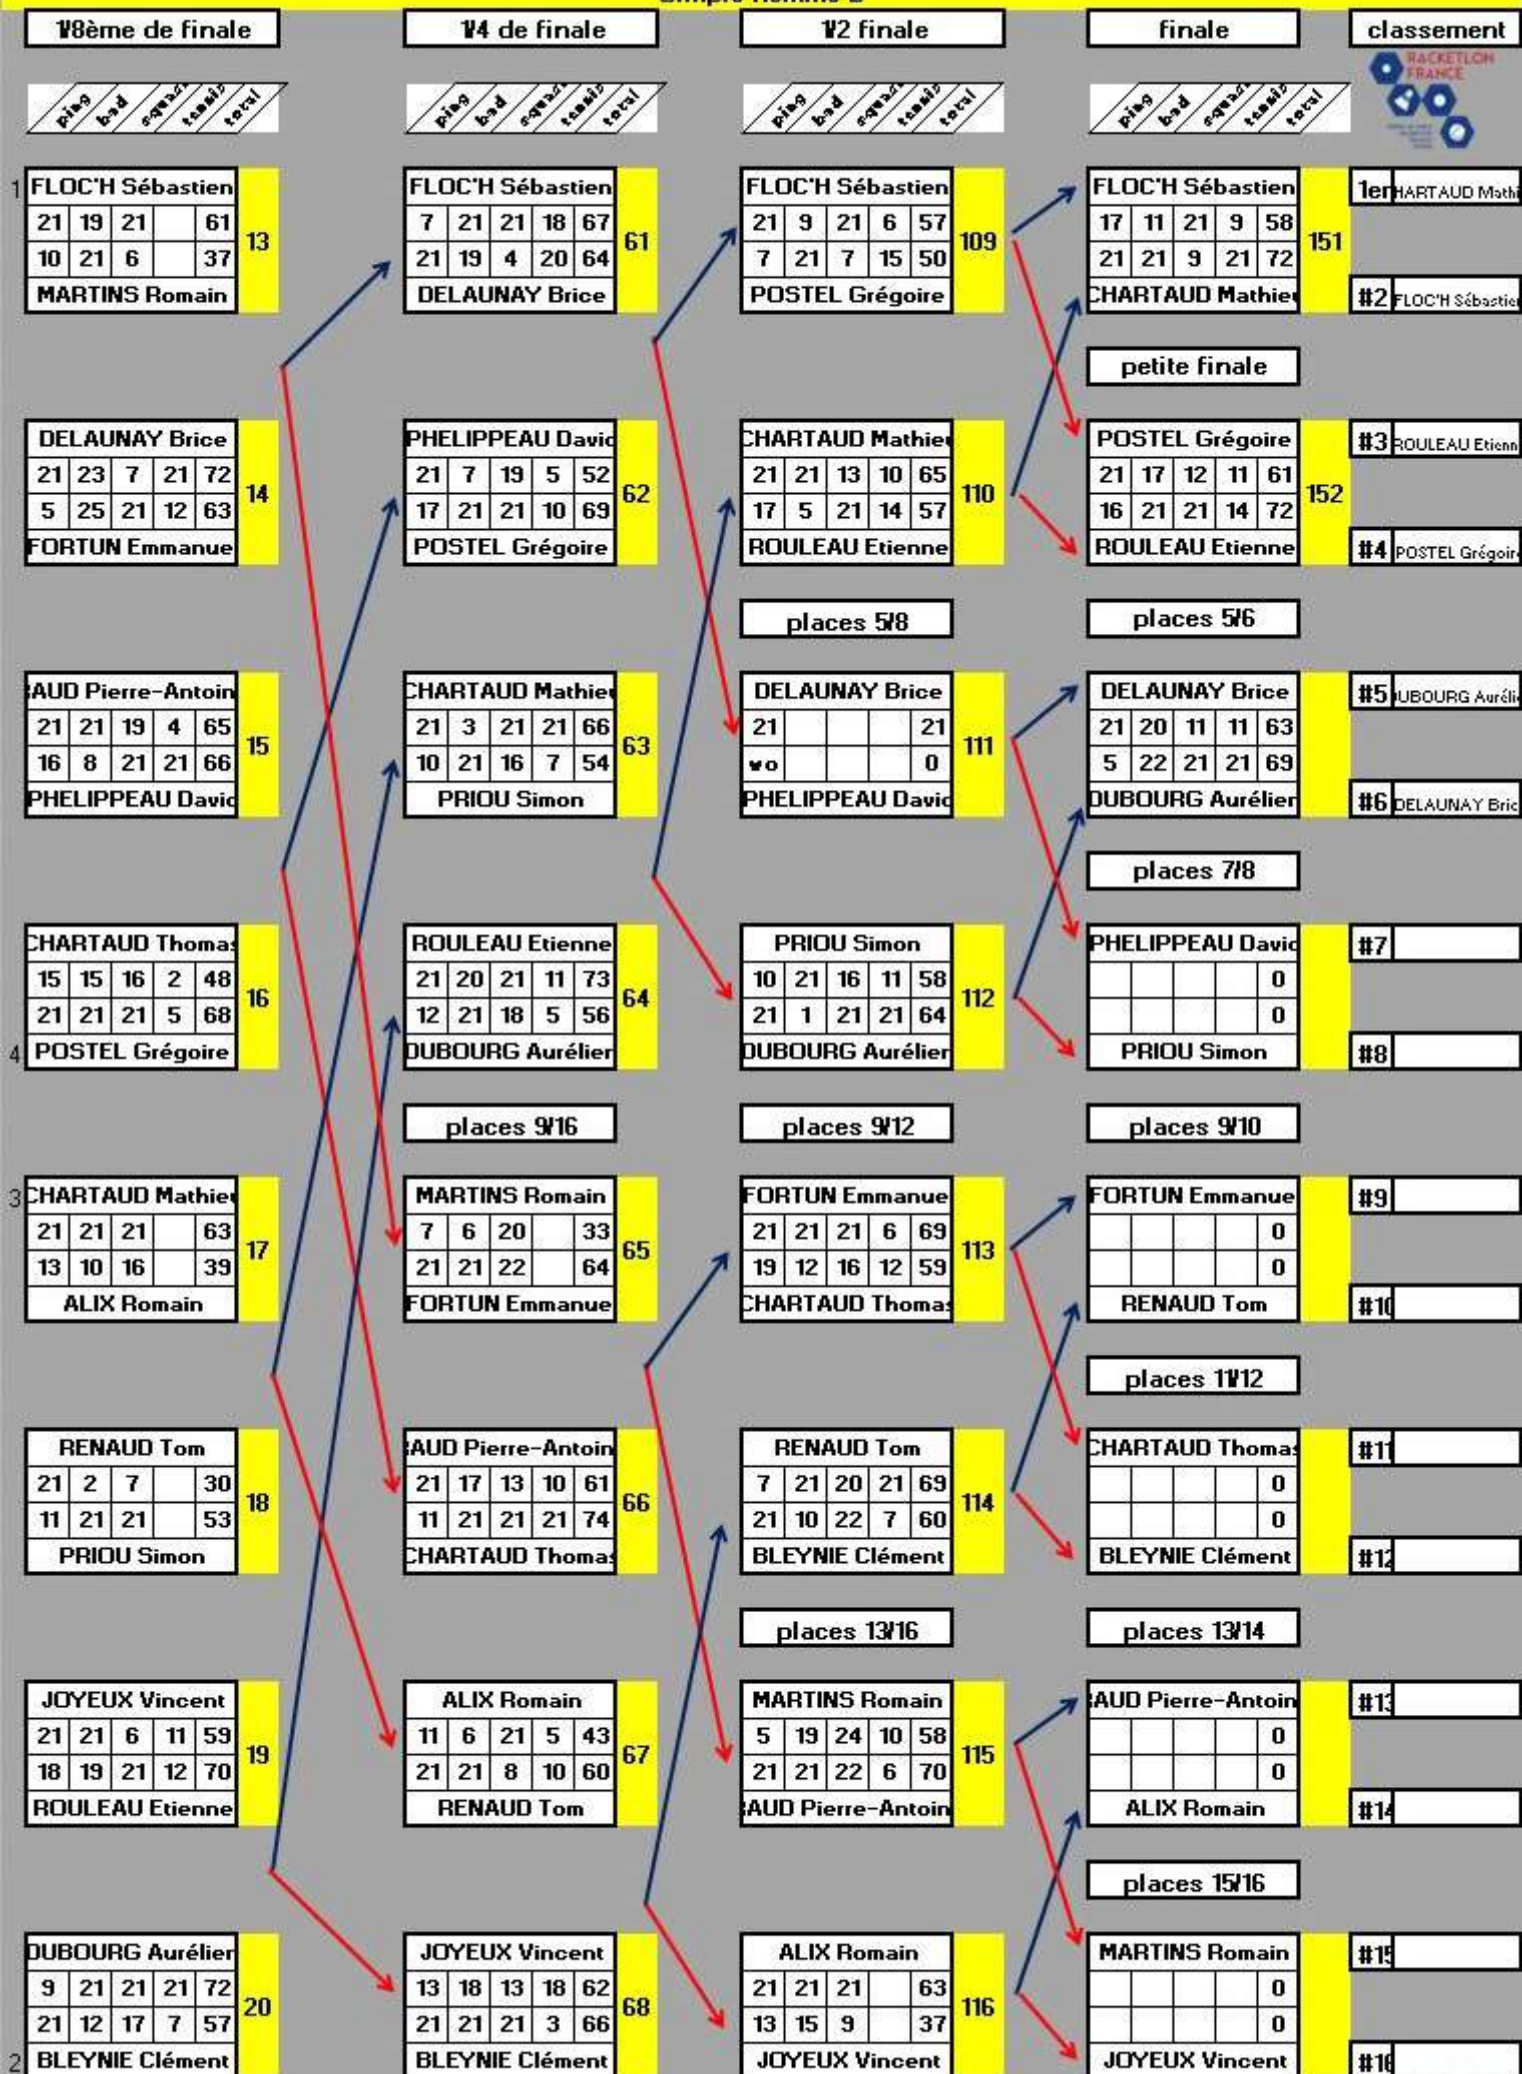 1/8ème de finale 1/4 de finale 1/2 finale finale classement
RACKETLON
FRANCE
ping bad squash tennis total ping bad squash tennis total ping bad squash tennis total ping bad squash tennis total
1 FLOC'H Sébastien FLOC'H Sébastien FLOC'H Sébastien FLOC'H Sébastien 1er HARTAUD Mathi
21 19 21 61 7 21 21 18 67 21 9 21 6 57 17 11 21 9 58
13 61 109 151
10 21 6 37 21 19 4 20 64 7 21 7 15 50 21 21 9 21 72
MARTINS Romain DELAUNAY Brice POSTEL Grégoire CHARTAUD Mathieu #2 FLOC'H Sébastien
petite finale
DELAUNAY Brice PHELIPPEAU David CHARTAUD Mathieu POSTEL Grégoire #3 ROULEAU Etienn
21 23 7 21 72 21 7 19 5 52 21 21 13 10 65 21 17 12 11 61
14 62 110 152
5 25 21 12 63 17 21 21 10 69 17 5 21 14 57 16 21 21 14 72
FORTUN Emmanue POSTEL Grégoire ROULEAU Etienne ROULEAU Etienne #4 POSTEL Grégoire
places 5/8 places 5/6
AUD Pierre-Antoin CHARTAUD Mathieu DELAUNAY Brice DELAUNAY Brice #5 UBOURG Auréli
21 21 19 4 65 21 3 21 21 66 21 21 21 20 11 11 63
15 63 111
16 8 21 21 66 10 21 16 7 54 wo 0 5 22 21 21 69
PHELIPPEAU David PRIOU Simon PHELIPPEAU David DUBOURG Aurélien #6 DELAUNAY Bric
places 7/8
CHARTAUD Thomas ROULEAU Etienne PRIOU Simon PHELIPPEAU David #7
15 15 16 2 48 21 20 21 11 73 10 21 16 11 58 0
16 64 112
21 21 21 5 68 12 21 18 5 56 21 1 21 21 64 0
4 POSTEL Grégoire DUBOURG Aurélien DUBOURG Aurélien PRIOU Simon #8
places 9/16 places 9/12 places 9/10
3 CHARTAUD Mathieu MARTINS Romain FORTUN Emmanue FORTUN Emmanue #9
21 21 21 63 7 6 20 33 21 21 21 6 69 0
17 65 113
13 10 16 39 21 21 22 64 19 12 16 12 59 0
ALIX Romain FORTUN Emmanue CHARTAUD Thomas RENAUD Tom #10
places 11/12
RENAUD Tom AUD Pierre-Antoin RENAUD Tom CHARTAUD Thomas #11
21 2 7 30 21 17 13 10 61 7 21 20 21 69 0
18 66 114
11 21 21 53 11 21 21 21 74 21 10 22 7 60 0
PRIOU Simon CHARTAUD Thomas BLEYNIE Clément BLEYNIE Clément #12
places 13/16 places 13/14
JOYEUX Vincent ALIX Romain MARTINS Romain AUD Pierre-Antoin #13
21 21 6 11 59 11 6 21 5 43 5 19 24 10 58 0
19 67 115
18 19 21 12 70 21 21 8 10 60 21 21 22 6 70 0
ROULEAU Etienne RENAUD Tom AUD Pierre-Antoin ALIX Romain #14
places 15/16
DUBOURG Aurélien JOYEUX Vincent ALIX Romain MARTINS Romain #15
9 21 21 21 72 13 18 13 18 62 21 21 21 63 0
20 68 116
21 12 17 7 57 21 21 21 3 66 13 15 9 37 0
2 BLEYNIE Clément BLEYNIE Clément JOYEUX Vincent JOYEUX Vincent #16